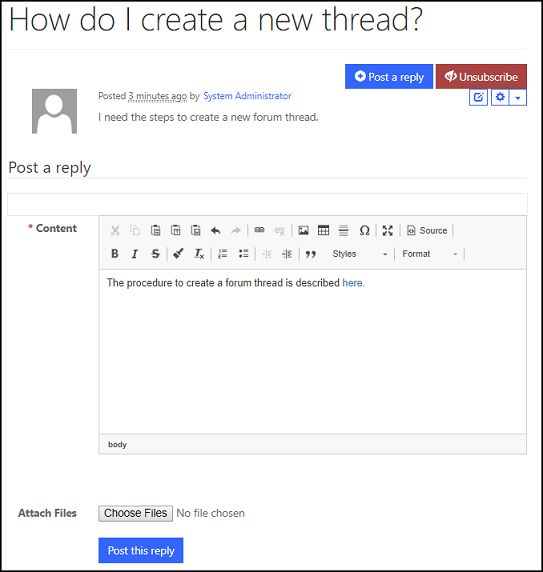 How do I create a new thread?
Post a reply
Unsubscribe
Posted 3 minutes ago by System Administrator
I need the steps to create a new forum thread.
Post a reply
* Content
Source
B I S Styles Format
The procedure to create a forum thread is described here.
body
Attach Files Choose Files No file chosen
Post this reply